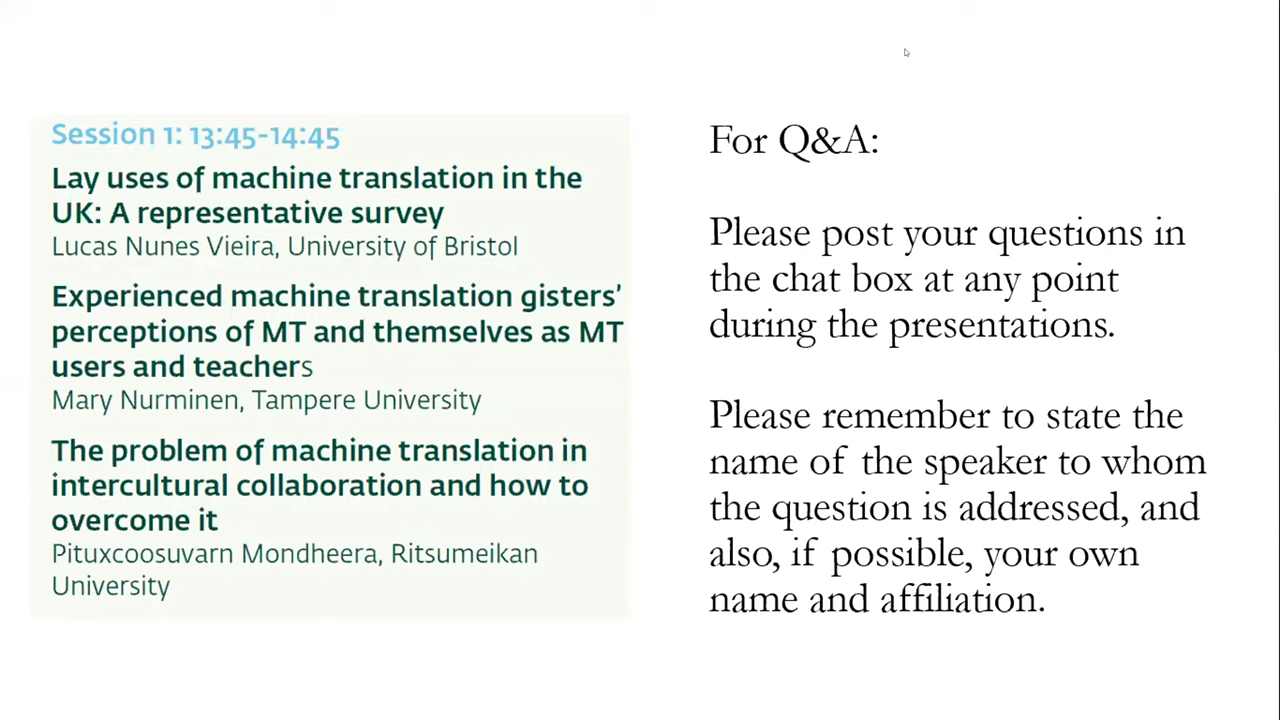 Session 1: 13:45-14:45
Lay uses of machine translation in the
UK: A representative survey
Lucas Nunes Vieira, University of Bristol
Experienced machine translation gisters’
perceptions of MT and themselves as MT
users and teachers
Mary Nurminen, Tampere University
The problem of machine translation in
intercultural collaboration and how to
overcome it
Pituxcoosuvarn Mondheera, Ritsumeikan
University
For Q&A:
Please post your questions in
the chat box at any point
during the presentations.
Please remember to state the
name of the speaker to whom
the question is addressed, and
also, if possible, your own
name and affiliation.